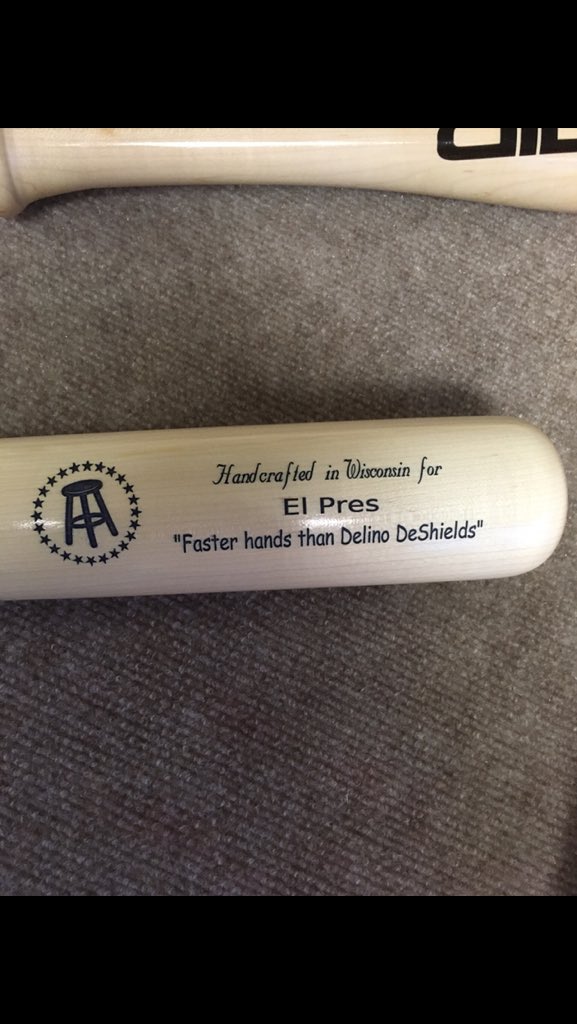 Handcrafted in Wisconsin for
El Pres
"Faster hands than Delino DeShields"